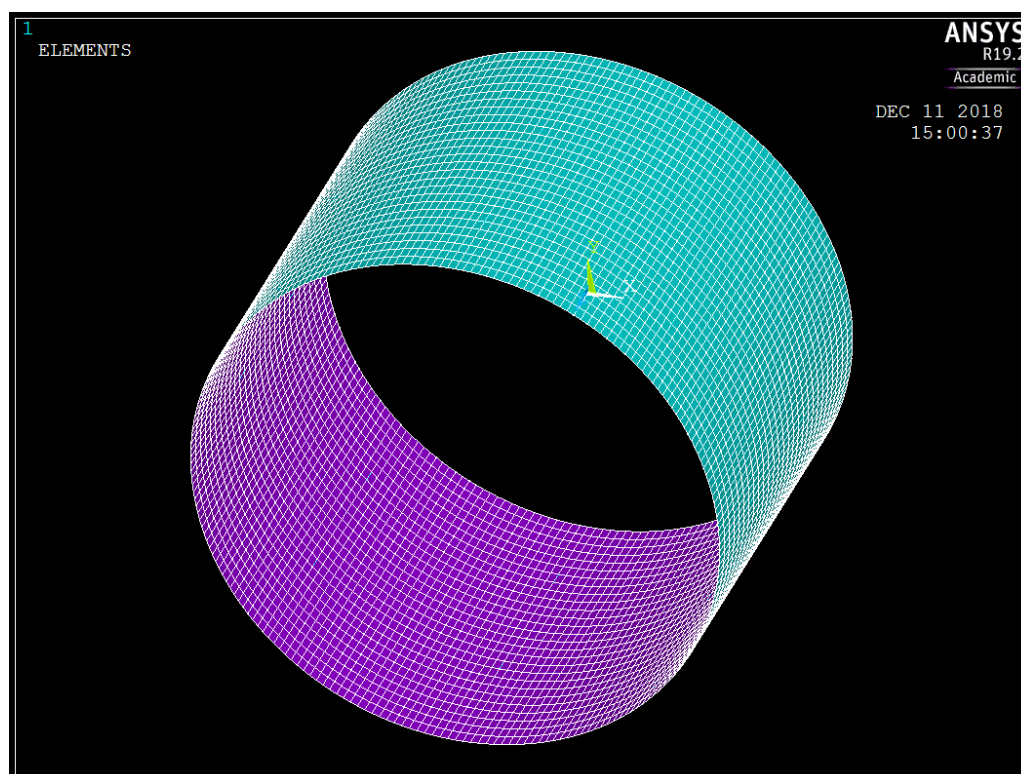 1
ELEMENTS
ANSYS
R19.2
Academic
DEC 11 2018
15:00:37
Y
X